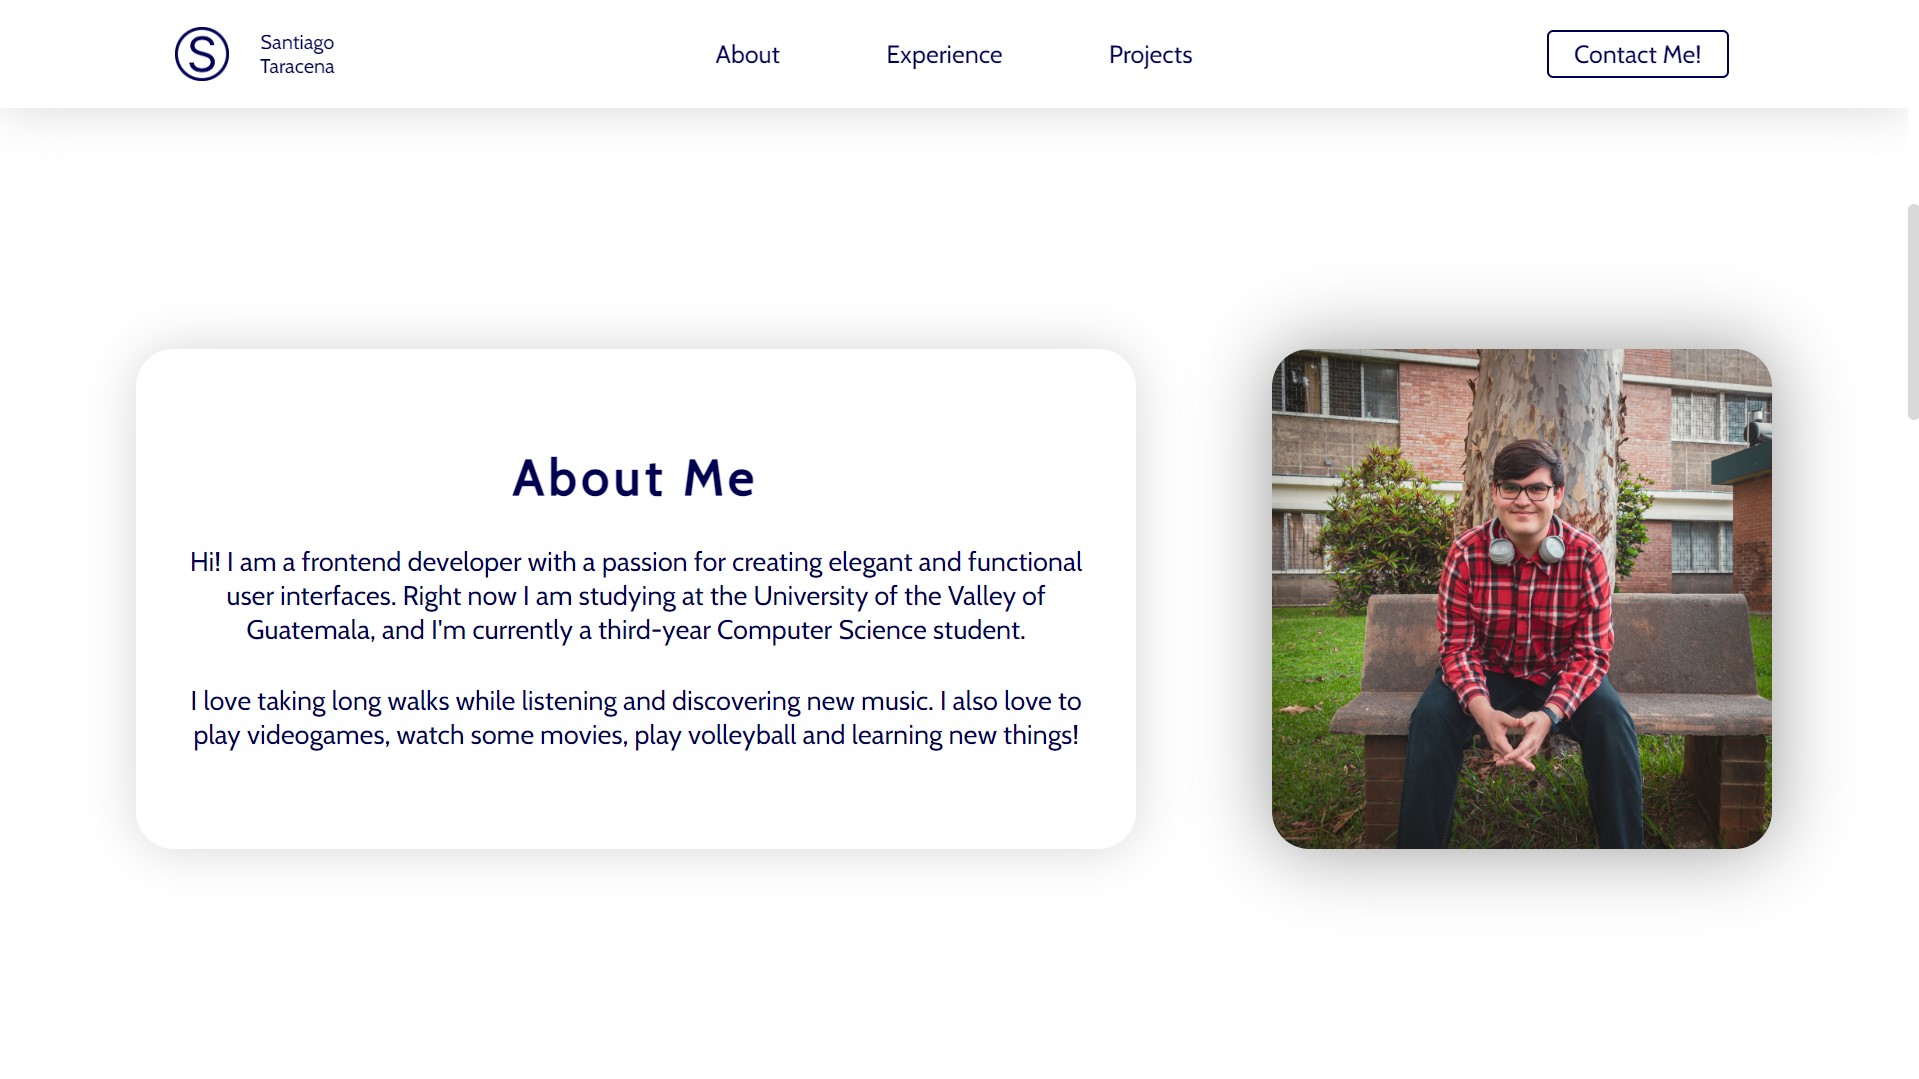 S
Santiago
Taracena
About
Experience
Projects
Contact Me!
About Me
Hi! I am a frontend developer with a passion for creating elegant and functional
user interfaces. Right now I am studying at the University of the Valley of
Guatemala, and I'm currently a third-year Computer Science student.
I love taking long walks while listening and discovering new music. I also love to
play videogames, watch some movies, play volleyball and learning new things!